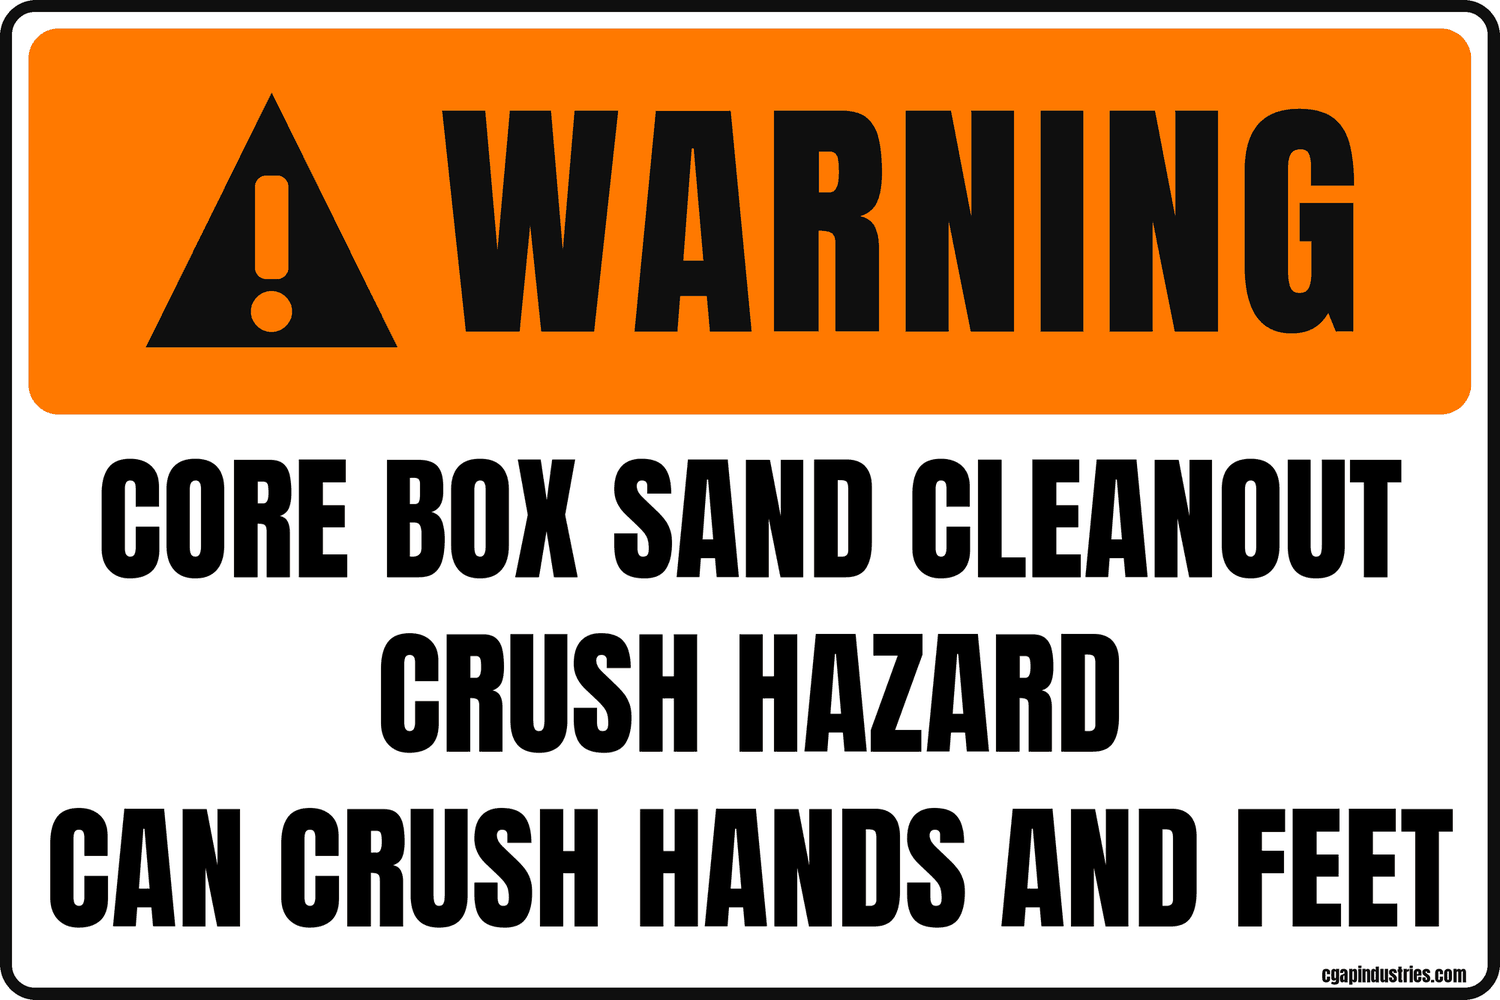 WARNING
CORE BOX SAND CLEANOUT
CRUSH HAZARD
CAN CRUSH HANDS AND FEET
cgapindustries.com